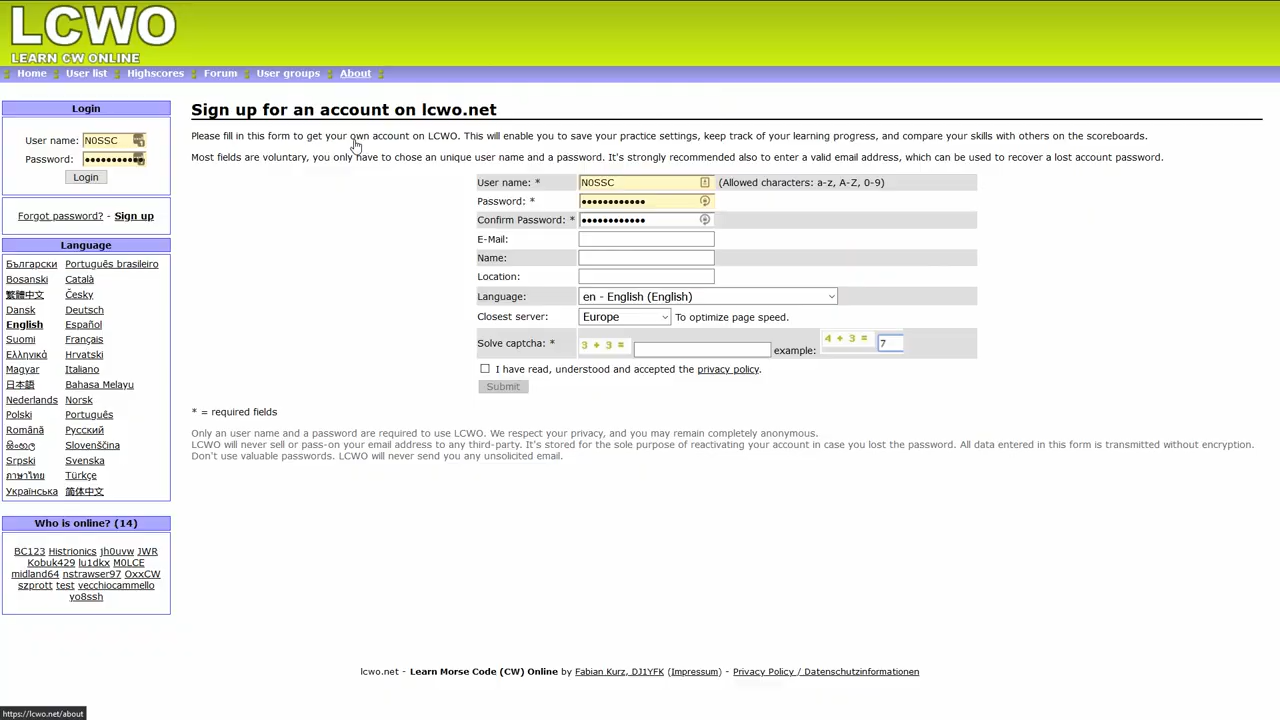 LCWO
LEARN CW ONLINE
Home User list Highscores Forum User groups About
Login
User name: N0SSC
Password: ••••••••••
Login
Forgot password? - Sign up
Language
Български Português brasileiro
Bosanski Català
繁體中文 Česky
Dansk Deutsch
English Español
Suomi Français
Ελληνικά Hrvatski
Magyar Italiano
日本語 Bahasa Melayu
Nederlands Norsk
Polski Português
Română Русский
සිංහල Slovenščina
Srpski Svenska
ภาษาไทย Türkçe
Українська 简体中文
Who is online? (14)
BC123 Histrionics jh0uvw JWR
Kobuk429 lu1dkx M0LCE
midland64 nstrawser97 OxxCW
szprott test vecchiocammello
yo8ssh
Sign up for an account on lcwo.net
Please fill in this form to get your own account on LCWO. This will enable you to save your practice settings, keep track of your learning progress, and compare your skills with others on the scoreboards.
Most fields are voluntary, you only have to chose an unique user name and a password. It's strongly recommended also to enter a valid email address, which can be used to recover a lost account password.
User name: * N0SSC (Allowed characters: a-z, A-Z, 0-9)
Password: * ••••••••••••
Confirm Password: * ••••••••••••
E-Mail:
Name:
Location:
Language: en - English (English)
Closest server: Europe To optimize page speed.
Solve captcha: * 3 + 3 = example: 4 + 3 = 7
I have read, understood and accepted the privacy policy.
Submit
* = required fields
Only an user name and a password are required to use LCWO. We respect your privacy, and you may remain completely anonymous.
LCWO will never sell or pass-on your email address to any third-party. It's stored for the sole purpose of reactivating your account in case you lost the password. All data entered in this form is transmitted without encryption.
Don't use valuable passwords. LCWO will never send you any unsolicited email.
lcwo.net - Learn Morse Code (CW) Online by Fabian Kurz, DJ1YFK (Impressum) - Privacy Policy / Datenschutzinformationen
https://lcwo.net/about